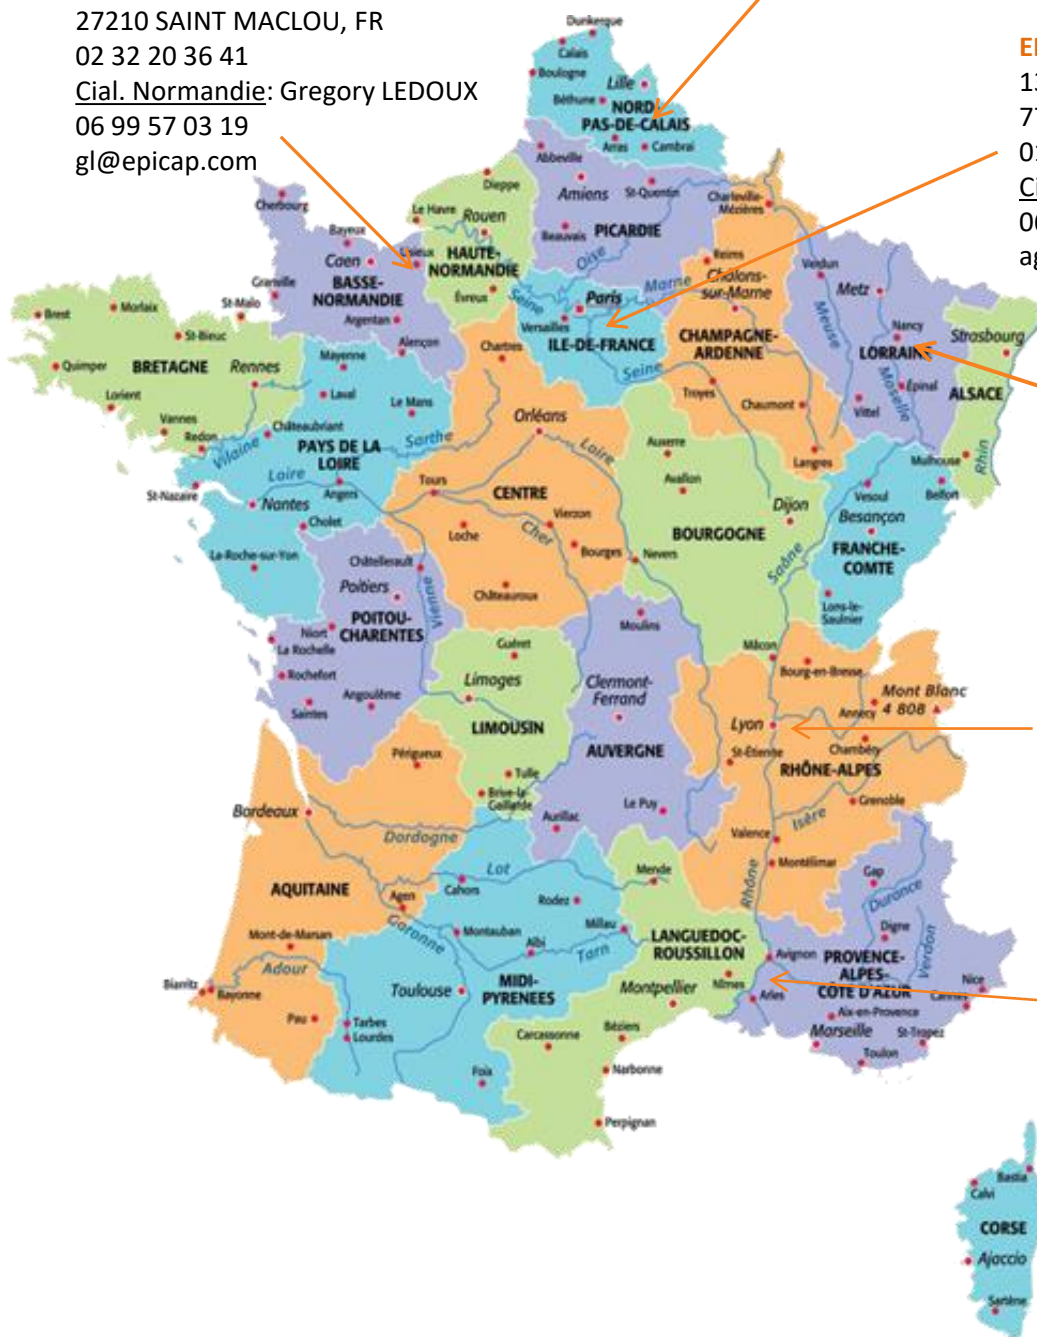 27210 SAINT MACLOU, FR
02 32 20 36 41
Cial. Normandie: Gregory LEDOUX
06 99 57 03 19
gl@epicap.com
Dunkerque
Calais
Boulogne
Lille
Béthune
NORD-
PAS-DE-CALAIS
Arras
Cambrai
Abbeville
Amiens
St-Quentin
Charleville-
Mézières
Dieppe
Cherbourg
Le Havre
Rouen
Beauvais
PICARDIE
Oise
Bayeux
Lisieux
HAUTE-
NORMANDIE
Caen
BASSE-
NORMANDIE
Granville
Évreux
Seine
Paris
Marne
Reims
Chalons-
sur-Marne
Verdun
Metz
Meuse
Nancy
Strasbourg
Brest
Morlaix
St-Malo
Argentan
Versailles
ILE-DE-FRANCE
CHAMPAGNE-
ARDENNE
LORRAINE
St-Bieuc
Alençon
Chartres
Seine
Quimper
BRETAGNE
Rennes
Mayenne
Moselle
Épinal
ALSACE
Lorient
Laval
Le Mans
Orléans
Troyes
Chaumont
Vittel
Vannes
Redon
Vilaine
Châteaubriant
PAYS DE LA
LOIRE
Sarthe
Loire
Auxerre
Langres
Mulhouse
Rhin
St-Nazaire
Loire
Angers
Tours
CENTRE
Avallon
Vesoul
Belfort
Nantes
Cholet
Vierzon
Dijon
Besançon
Loche
Cher
Bourges
BOURGOGNE
FRANCHE-
COMTE
La-Roche-sur-Yon
Châtellerault
Nevers
Saône
Poitiers
Vienne
Châteauroux
Lons-le-
Saulnier
Niort
POITOU-
CHARENTES
Moulins
La Rochelle
Guéret
Mâcon
Rochefort
Limoges
Clermont-
Ferrand
Bourg-en-Bresse
Mont Blanc
4 808
Saintes
Angoulême
LIMOUSIN
Lyon
Annecy
Périgueux
AUVERGNE
St-Étienne
Chambéry
RHÔNE-ALPES
Tulle
Brive-la-
Gaillarde
Bordeaux
Le Puy
Grenoble
Dordogne
Aurillac
Valence
Isère
Lot
Mende
Montélimar
Gap
AQUITAINE
Cahors
Rhône
Durance
Agen
Rodez
Garonne
Millau
Digne
Mont-de-Marsan
Montauban
Albi
Tarn
LANGUEDOC-
ROUSSILLON
Avignon
PROVENCE-
ALPES-
COTE D'AZUR
Verdon
Adour
Biarritz
Bayonne
Toulouse
MIDI-
PYRENEES
Montpellier
Nîmes
Arles
Nice
Cannes
Pau
Tarbes
Lourdes
Carcassonne
Béziers
Aix-en-Provence
Marseille
St-Tropez
Toulon
Foix
Narbonne
Perpignan
Bastia
Calvi
CORSE
Ajaccio
Sartène